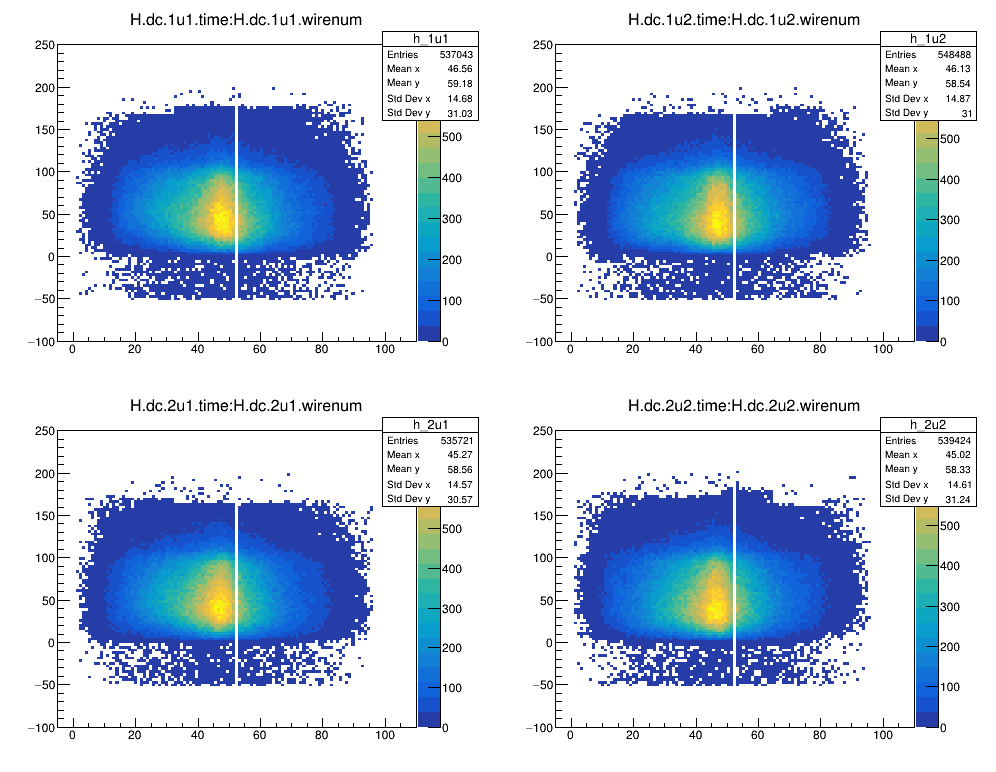 H.dc.1u1.time:H.dc.1u1.wirenum
h_1u1
Entries 537043
Mean x 46.56
Mean y 59.18
Std Dev x 14.68
Std Dev y 31.03
250
200
150
100
50
0
−50
−100
0 20 40 60 80 100
500
400
300
200
100
0
H.dc.1u2.time:H.dc.1u2.wirenum
h_1u2
Entries 548488
Mean x 46.13
Mean y 58.54
Std Dev x 14.87
Std Dev y 31
250
200
150
100
50
0
−50
−100
0 20 40 60 80 100
500
400
300
200
100
0
H.dc.2u1.time:H.dc.2u1.wirenum
h_2u1
Entries 535721
Mean x 45.27
Mean y 58.56
Std Dev x 14.57
Std Dev y 30.57
250
200
150
100
50
0
−50
−100
0 20 40 60 80 100
500
400
300
200
100
0
H.dc.2u2.time:H.dc.2u2.wirenum
h_2u2
Entries 539424
Mean x 45.02
Mean y 58.33
Std Dev x 14.61
Std Dev y 31.24
250
200
150
100
50
0
−50
−100
0 20 40 60 80 100
500
400
300
200
100
0